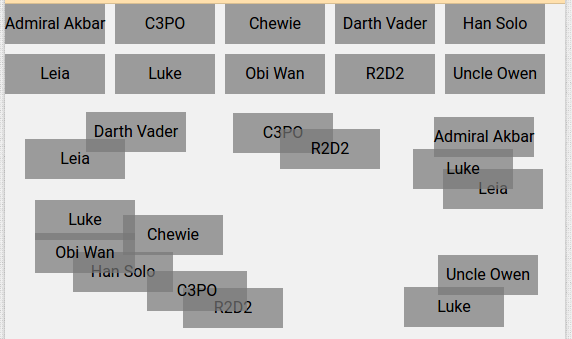 Admiral Akbar C3PO Chewie Darth Vader Han Solo
Leia Luke Obi Wan R2D2 Uncle Owen
Darth Vader
Leia
C3PO
R2D2
Admiral Akbar
Luke
Leia
Luke
Chewie
Obi Wan
Han Solo
C3PO
R2D2
Uncle Owen
Luke